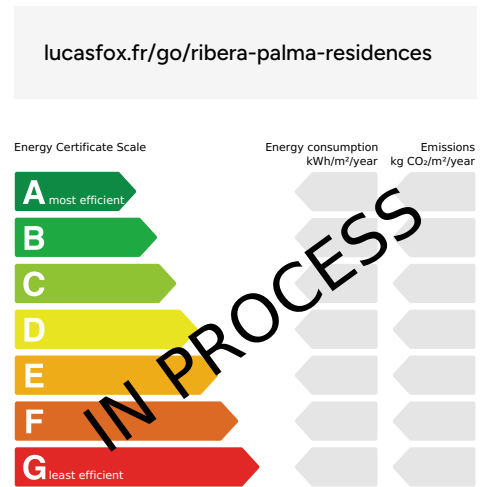 lucasfox.fr/go/ribera-palma-residences
Energy Certificate Scale
Energy consumption
kWh/m²/year
Emissions
kg CO₂/m²/year
A most efficient
B
C
D
E
F
G least efficient
IN PROCESS